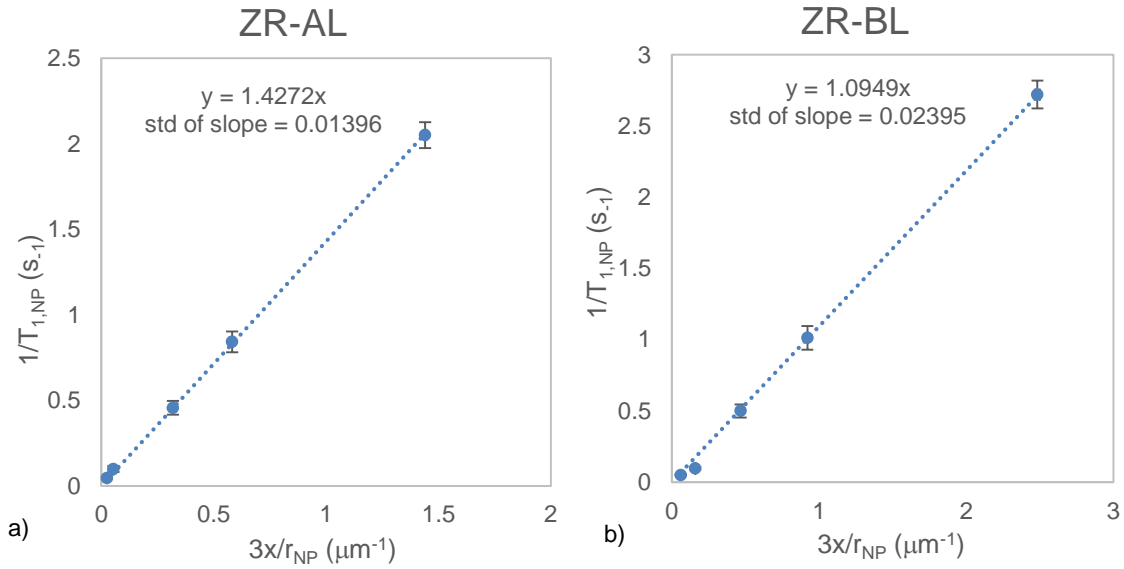 ZR-AL
y = 1.4272x
std of slope = 0.01396
1/T1,NP (s-1)
2.5
2
1.5
1
0.5
0
0
0.5
1
1.5
2
3x/rNP (μm-1)
a)
ZR-BL
y = 1.0949x
std of slope = 0.02395
1/T1,NP (s-1)
3
2.5
2
1.5
1
0.5
0
0
1
2
3
3x/rNP (μm-1)
b)